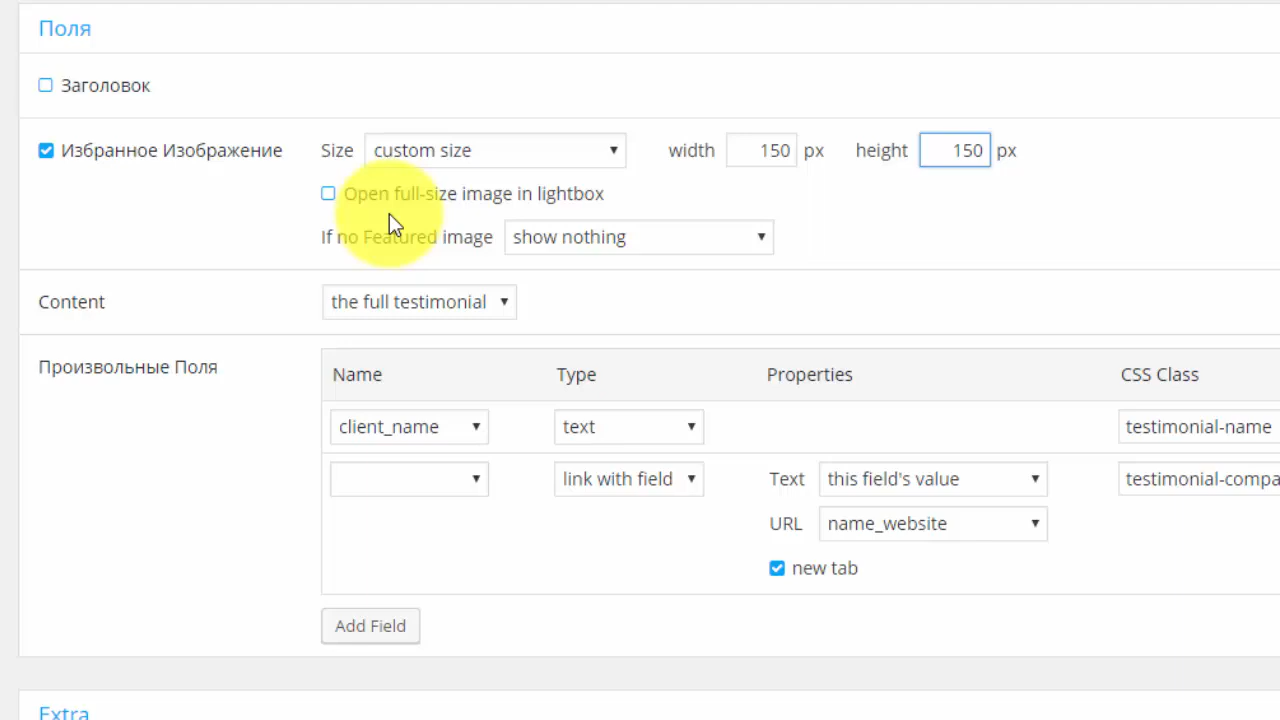 Поля
Заголовок
Избранное Изображение Size custom size width 150 px height 150 px
Open full-size image in lightbox
If no Featured image show nothing
Content the full testimonial
Произвольные Поля
Name Type Properties CSS Class
client_name text testimonial-name
link with field Text this field's value testimonial-compa
URL name_website
new tab
Add Field
Extra